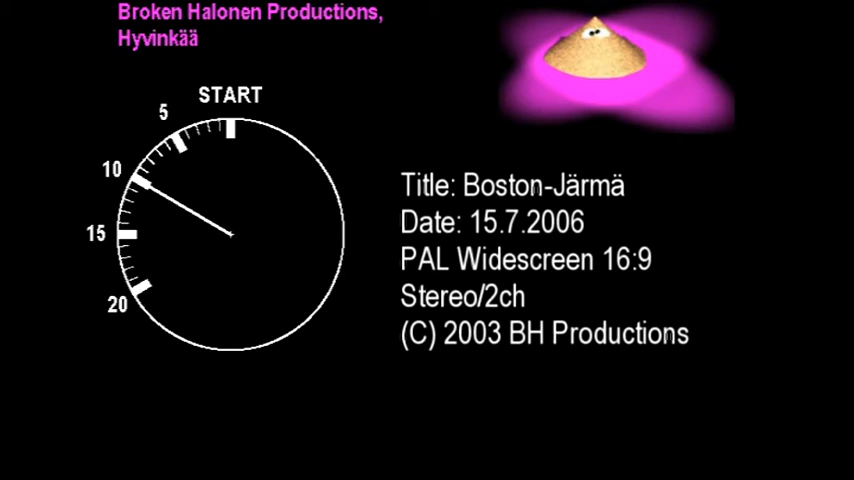 Broken Halonen Productions,
Hyvinkää
START
5
10
15
20
Title: Boston-Järmä
Date: 15.7.2006
PAL Widescreen 16:9
Stereo/2ch
(C) 2003 BH Productions